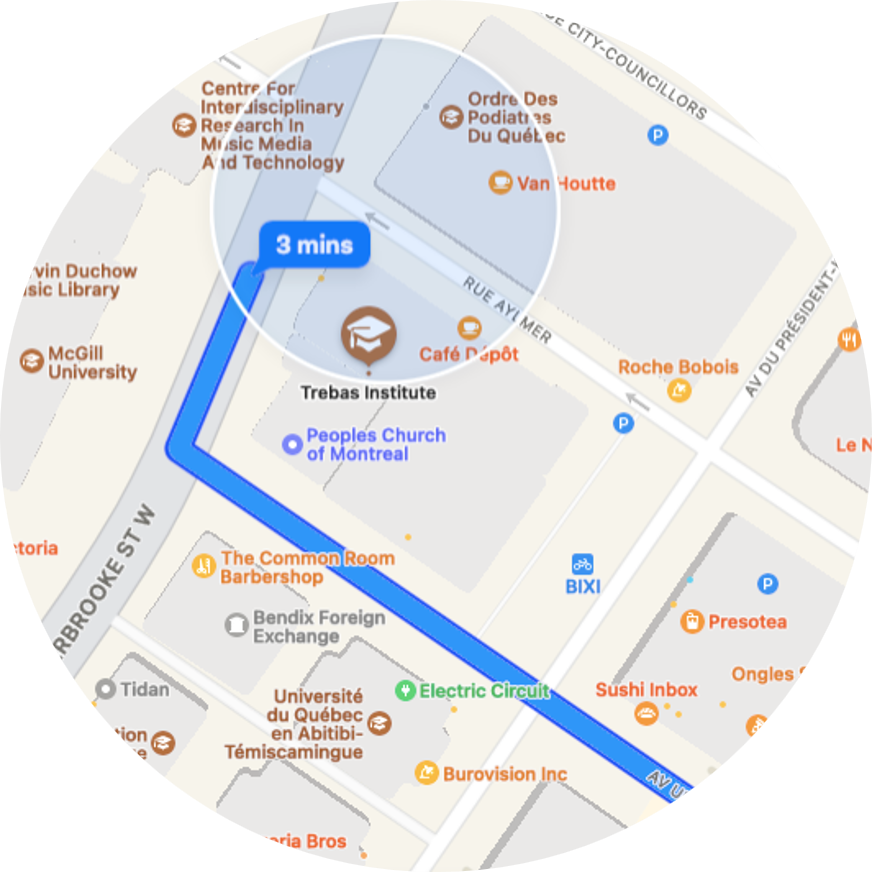 CITY-COUNCILLORS
Centre For
Interdisciplinary
Research In
Music Media
And Technology
Ordre Des
Podiatres
Du Québec
P
Van Houtte
3 mins
rvin Duchow
sic Library
RUE AYLMER
AV DU PRÉSIDENT-
McGill
University
Café Dépôt
Roche Bobois
Trebas Institute
P
Peoples Church
of Montreal
Le N
ctoria
RBROOKE ST W
The Common Room
Barbershop
BIXI
P
Bendix Foreign
Exchange
Presotea
Tidan
Electric Circuit
Sushi Inbox
Ongles
Université
du Québec
en Abitibi-
Témiscamingue
tion
e
Burovision Inc
AV U
oria Bros